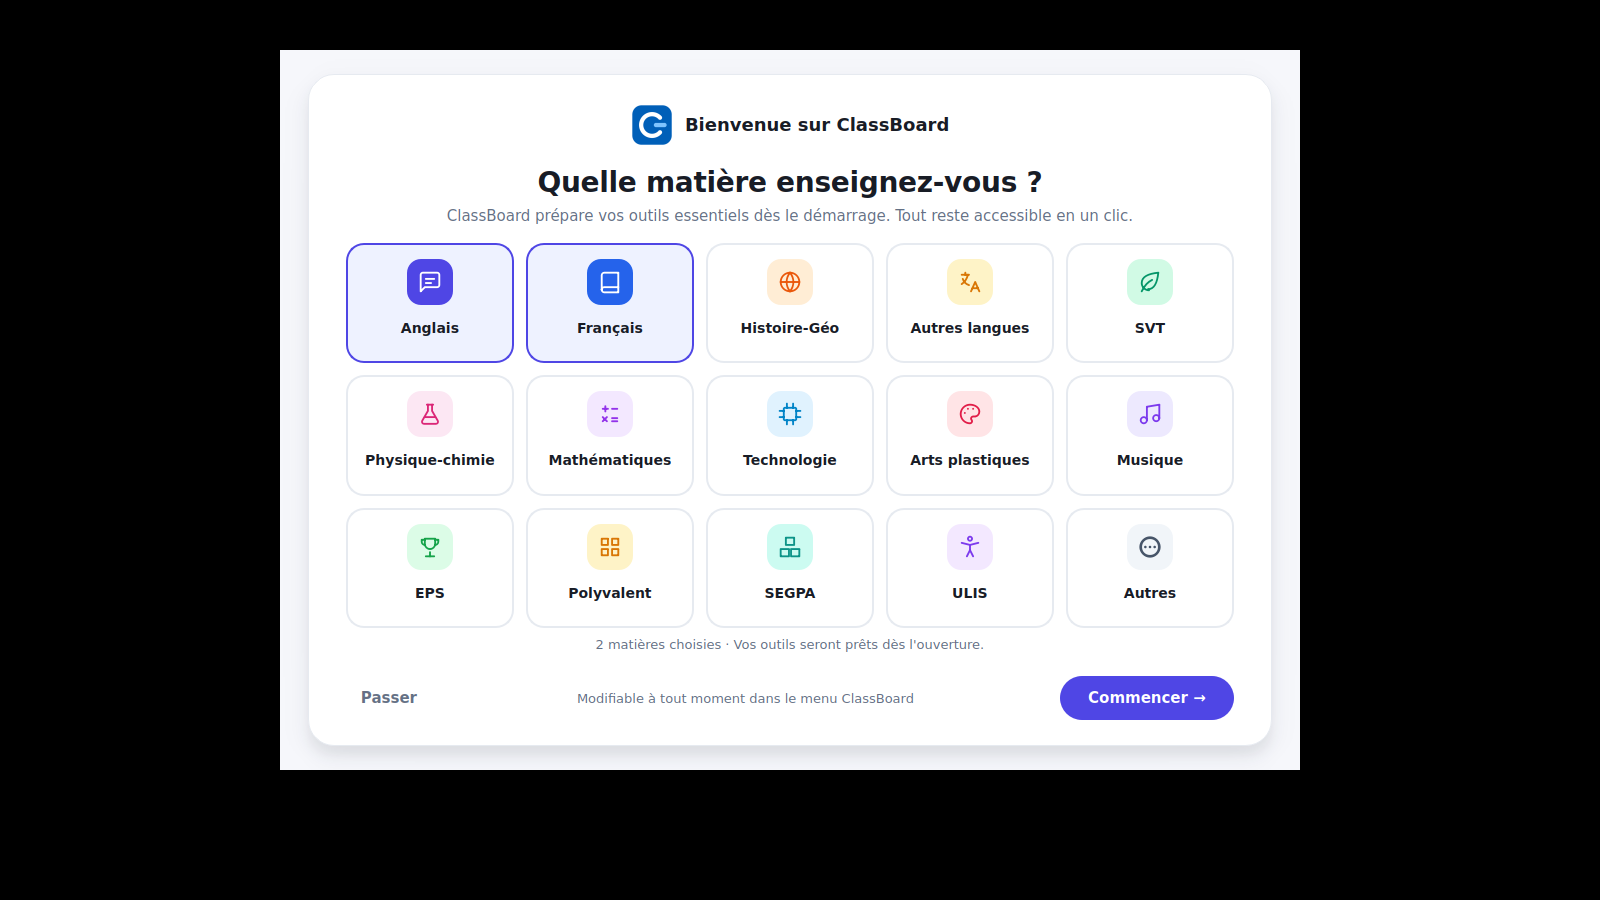 Bienvenue sur ClassBoard
Quelle matière enseignez-vous ?
ClassBoard prépare vos outils essentiels dès le démarrage. Tout reste accessible en un clic.
Anglais
Français
Histoire-Géo
Autres langues
SVT
Physique-chimie
Mathématiques
Technologie
Arts plastiques
Musique
EPS
Polyvalent
SEGPA
ULIS
Autres
2 matières choisies · Vos outils seront prêts dès l'ouverture.
Passer
Modifiable à tout moment dans le menu ClassBoard
Commencer →